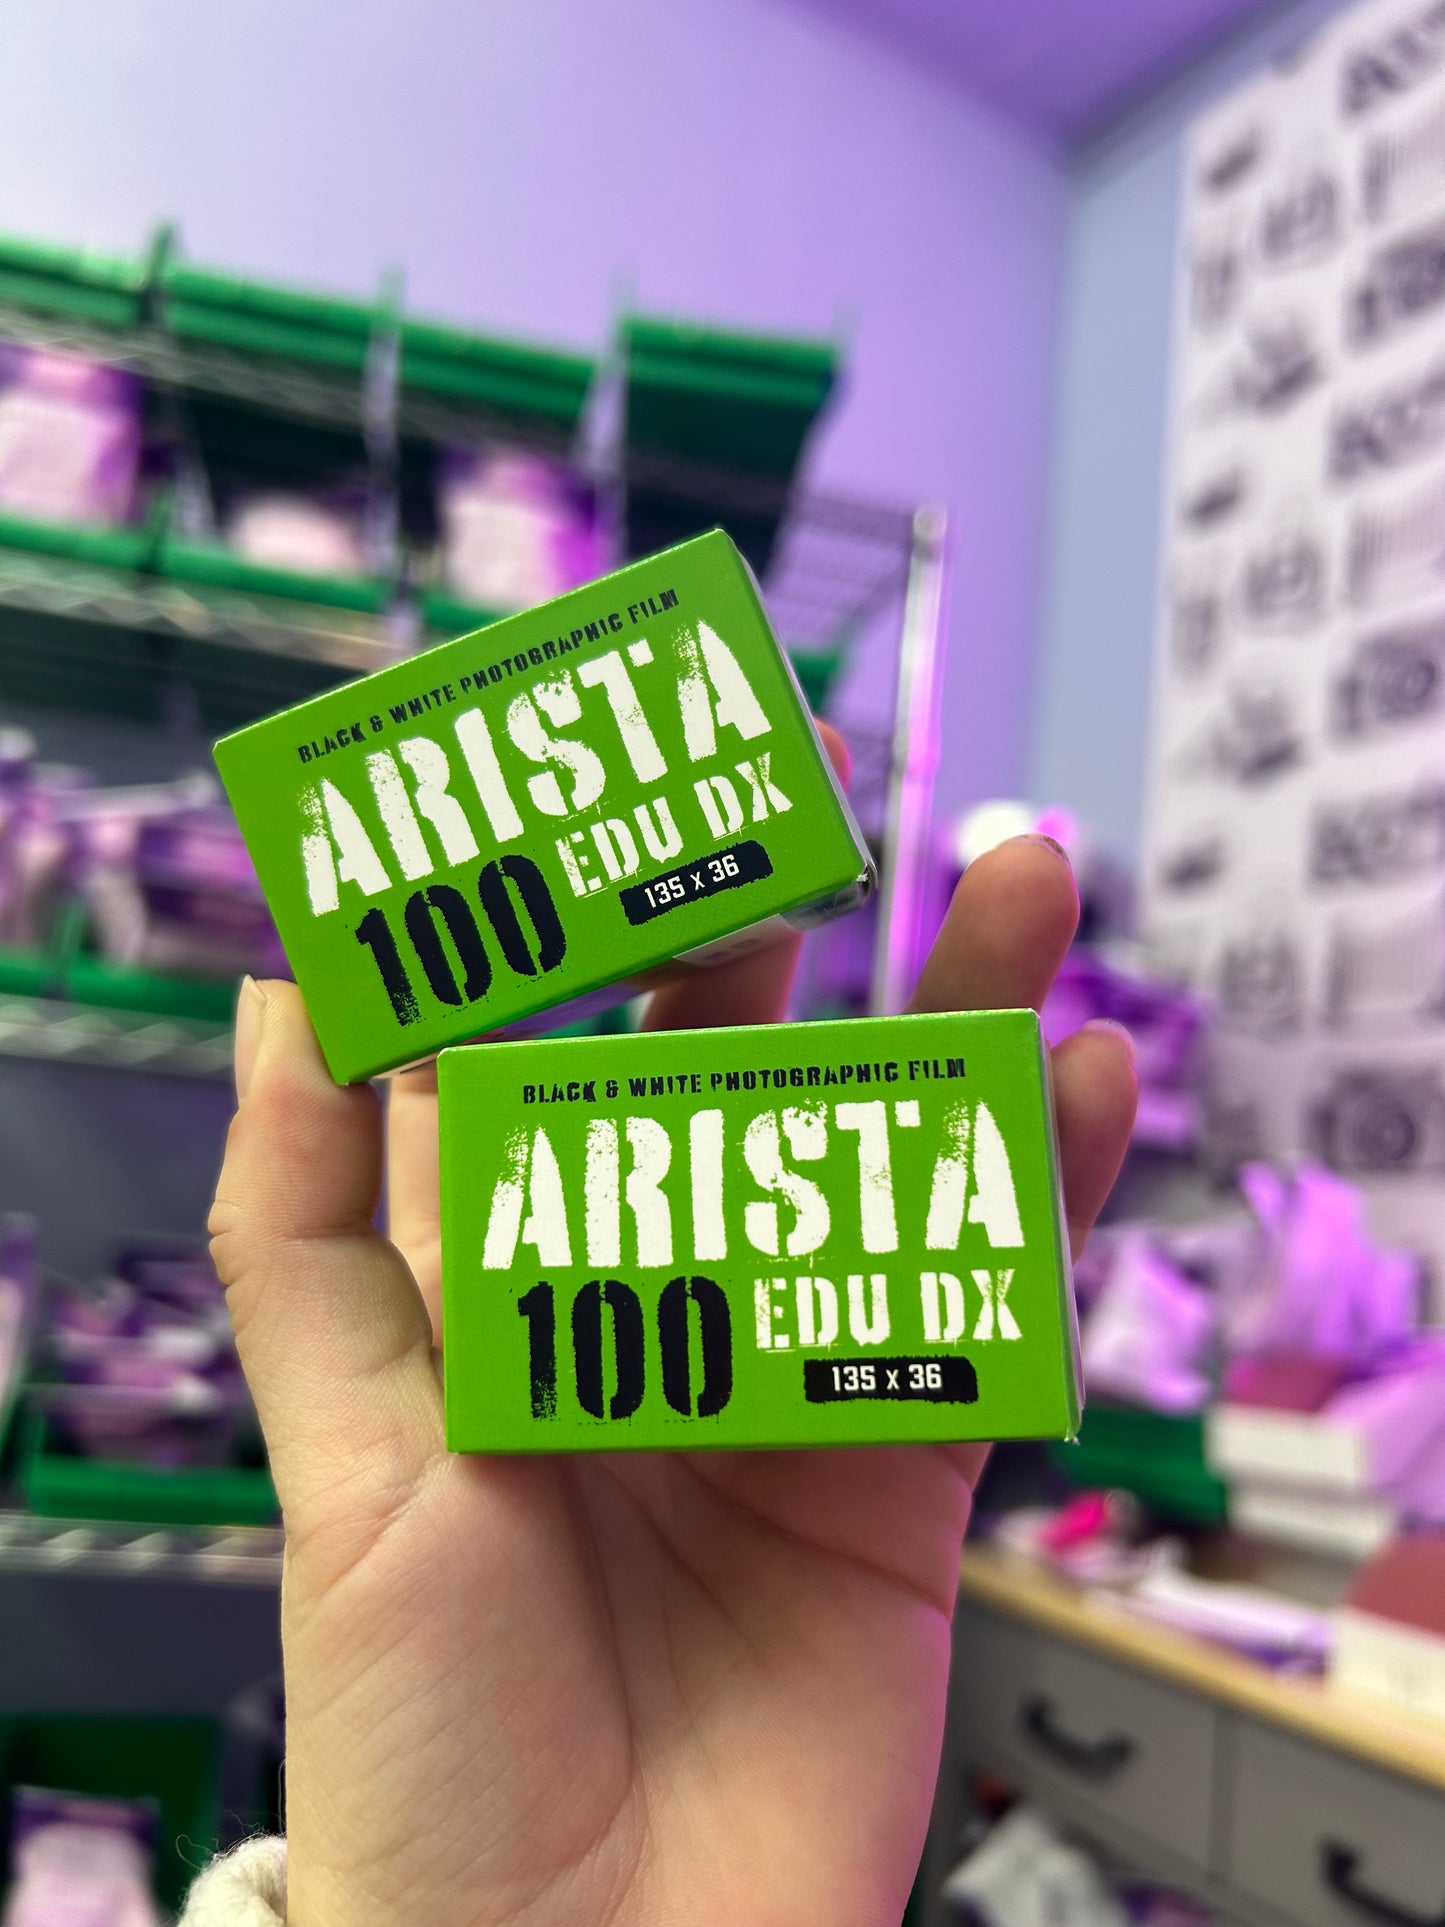 BLACK & WHITE PHOTOGRAPHIC FILM
ARISTA
100 EDU DX
135 x 36
BLACK & WHITE PHOTOGRAPHIC FILM
ARISTA
100 EDU DX
135 x 36